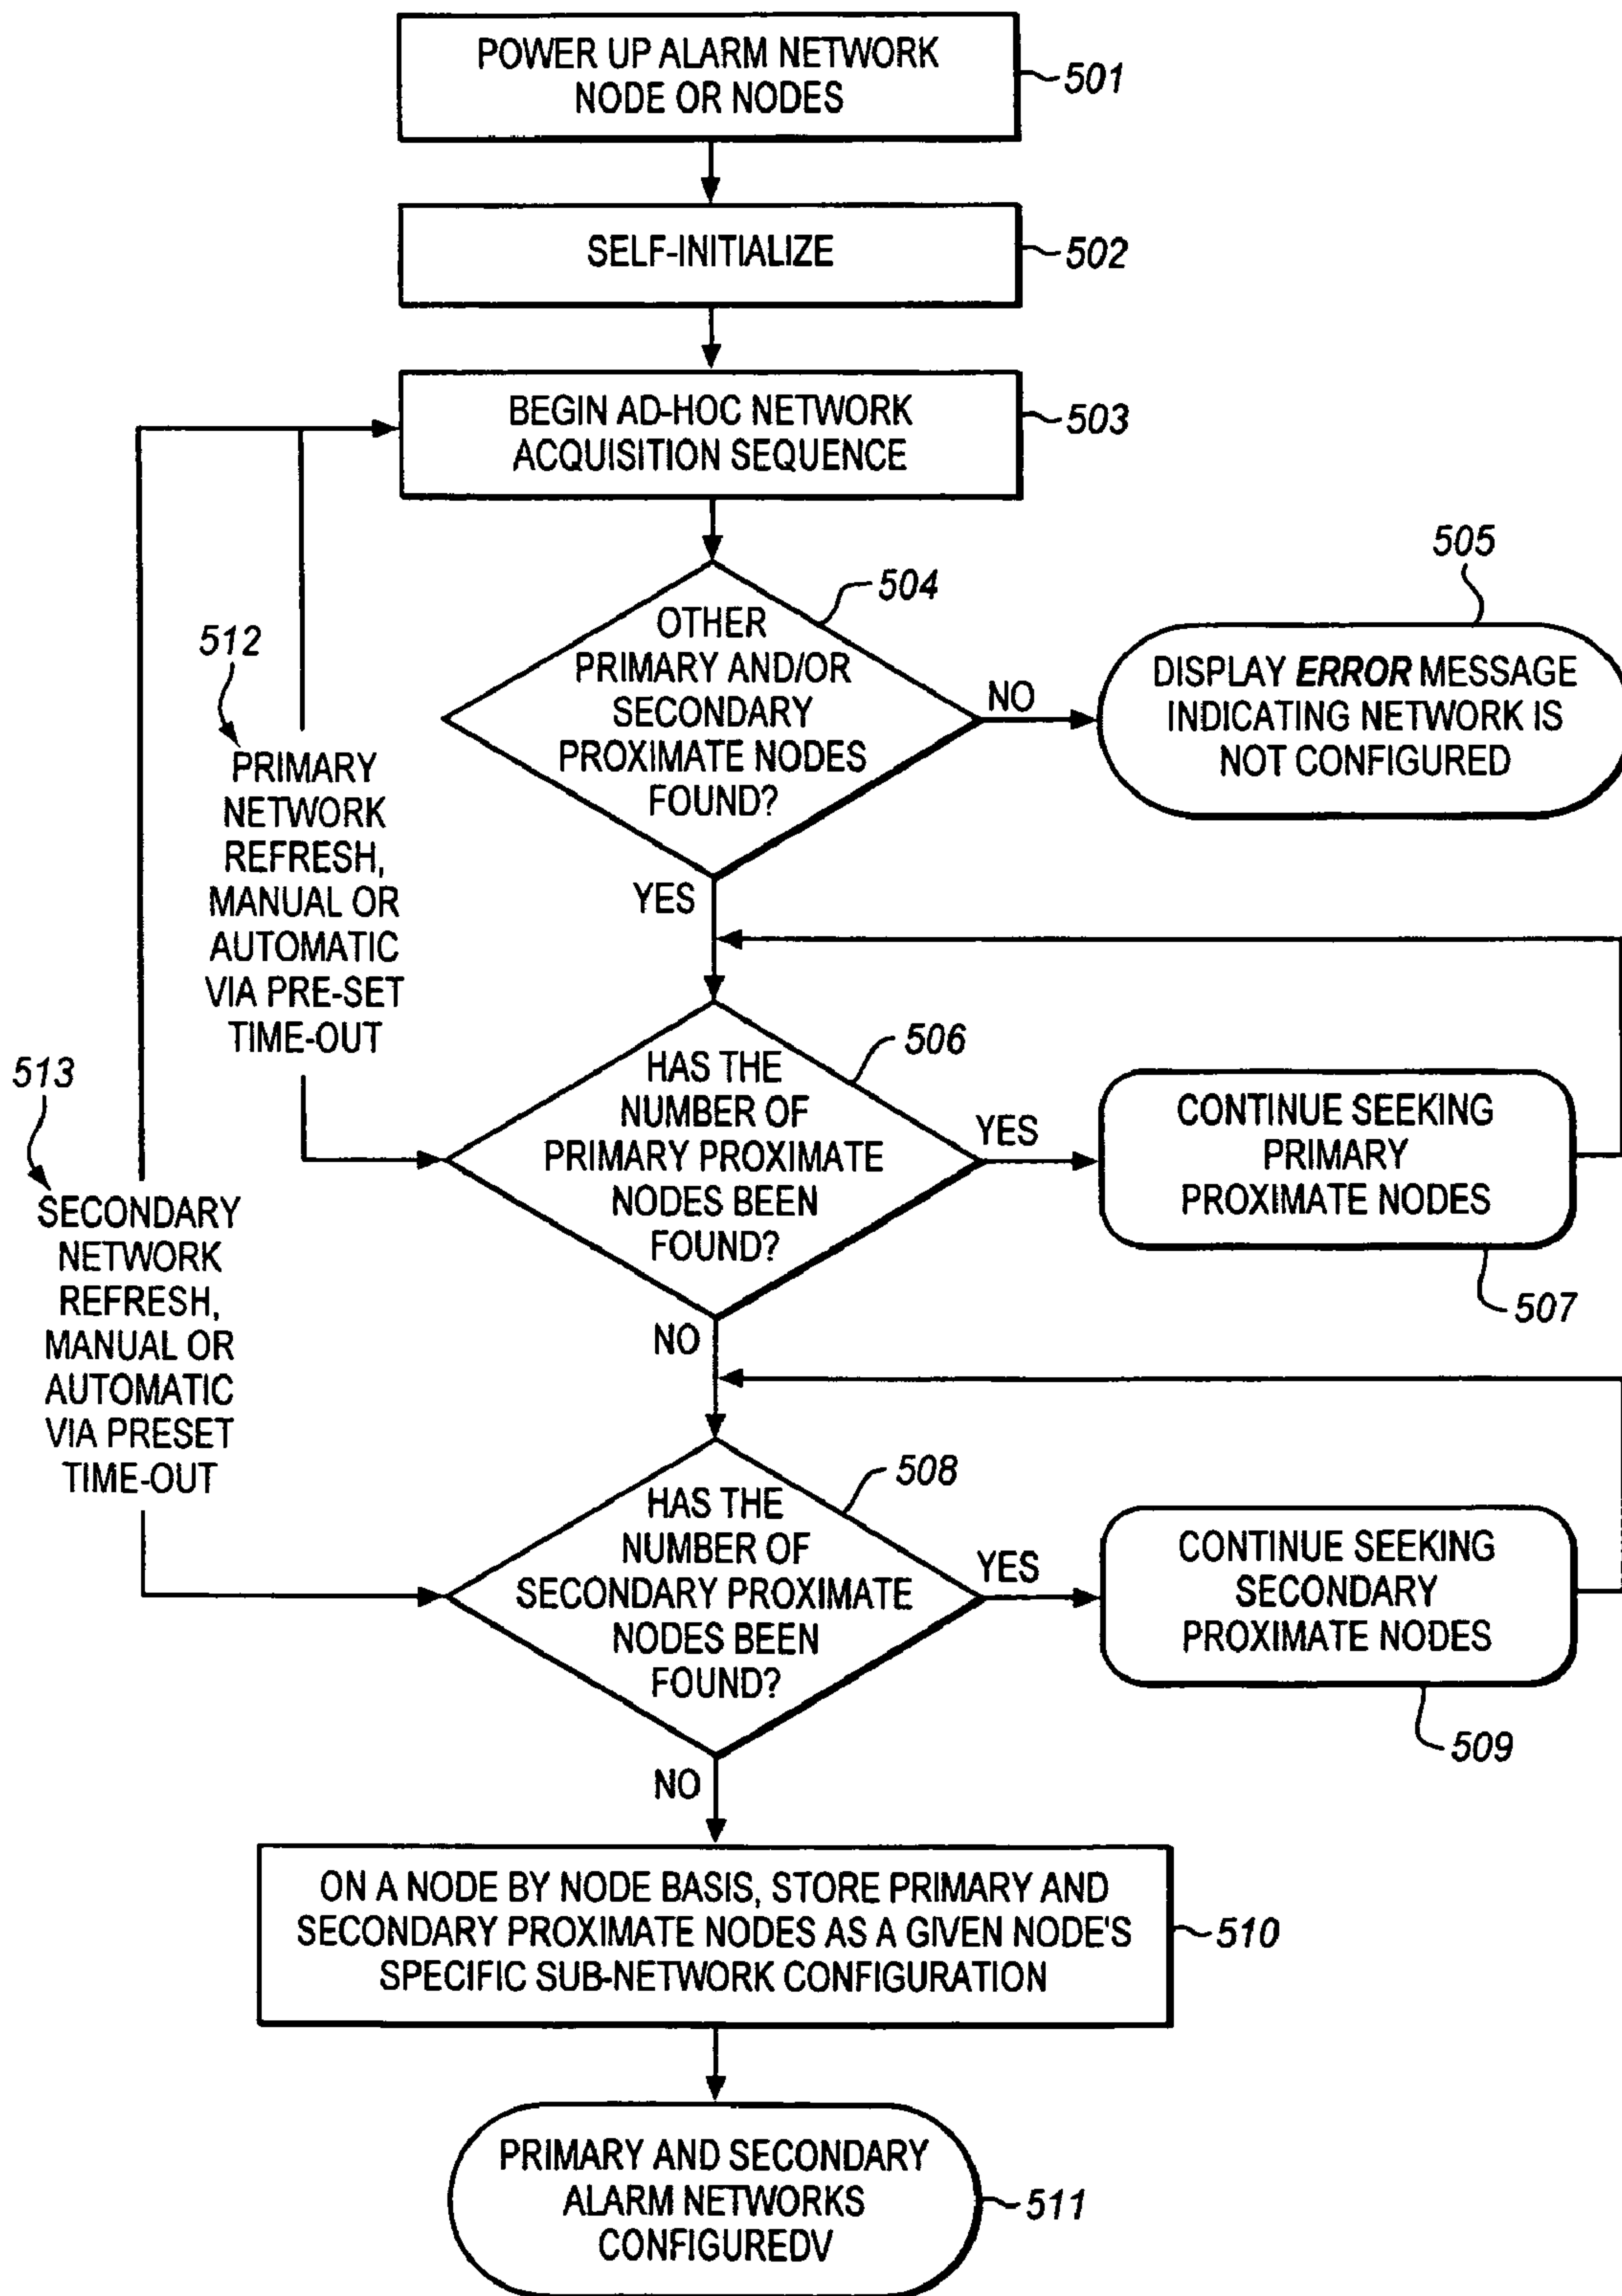 POWER UP ALARM NETWORK
NODE OR NODES
501
SELF-INITIALIZE
502
BEGIN AD-HOC NETWORK
ACQUISITION SEQUENCE
503
504
OTHER
PRIMARY AND/OR
SECONDARY
PROXIMATE NODES
FOUND?
NO
505
DISPLAY ERROR MESSAGE
INDICATING NETWORK IS
NOT CONFIGURED
YES
512
PRIMARY
NETWORK
REFRESH,
MANUAL OR
AUTOMATIC
VIA PRE-SET
TIME-OUT
506
HAS THE
NUMBER OF
PRIMARY PROXIMATE
NODES BEEN
FOUND?
YES
CONTINUE SEEKING
PRIMARY
PROXIMATE NODES
507
NO
513
SECONDARY
NETWORK
REFRESH,
MANUAL OR
AUTOMATIC
VIA PRESET
TIME-OUT
508
HAS THE
NUMBER OF
SECONDARY PROXIMATE
NODES BEEN
FOUND?
YES
CONTINUE SEEKING
SECONDARY
PROXIMATE NODES
509
NO
ON A NODE BY NODE BASIS, STORE PRIMARY AND
SECONDARY PROXIMATE NODES AS A GIVEN NODE'S
SPECIFIC SUB-NETWORK CONFIGURATION
510
PRIMARY AND SECONDARY
ALARM NETWORKS
CONFIGUREDV
511